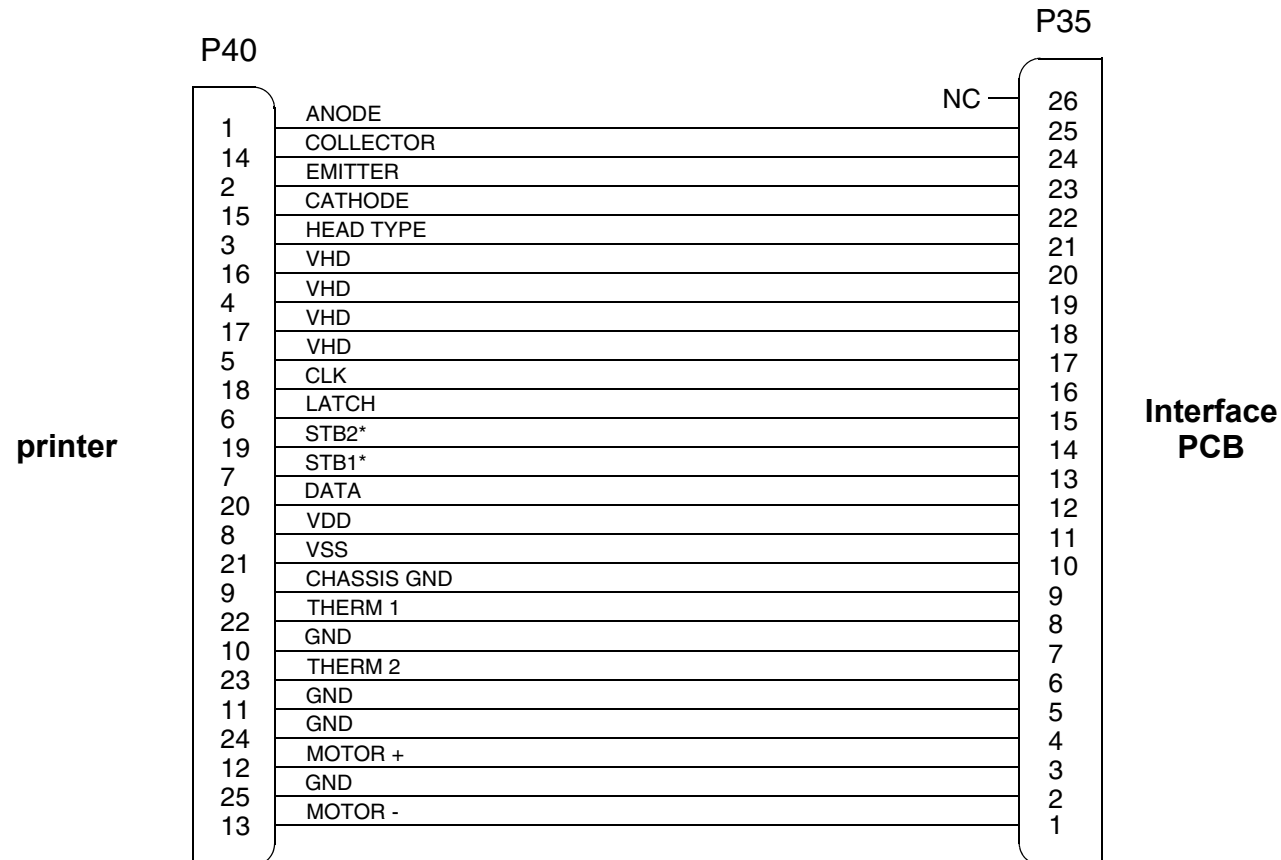 P35
P40
NC 26
1 ANODE 25
14 COLLECTOR 24
2 EMITTER 23
15 CATHODE 22
3 HEAD TYPE 21
16 VHD 20
4 VHD 19
17 VHD 18
5 VHD 17
18 CLK 16
6 LATCH 15
19 STB2* 14
7 STB1* 13
20 DATA 12
8 VDD 11
21 VSS 10
9 CHASSIS GND 9
22 THERM 1 8
10 GND 7
23 THERM 2 6
11 GND 5
24 GND 4
12 MOTOR + 3
25 GND 2
13 MOTOR - 1
printer
Interface
PCB